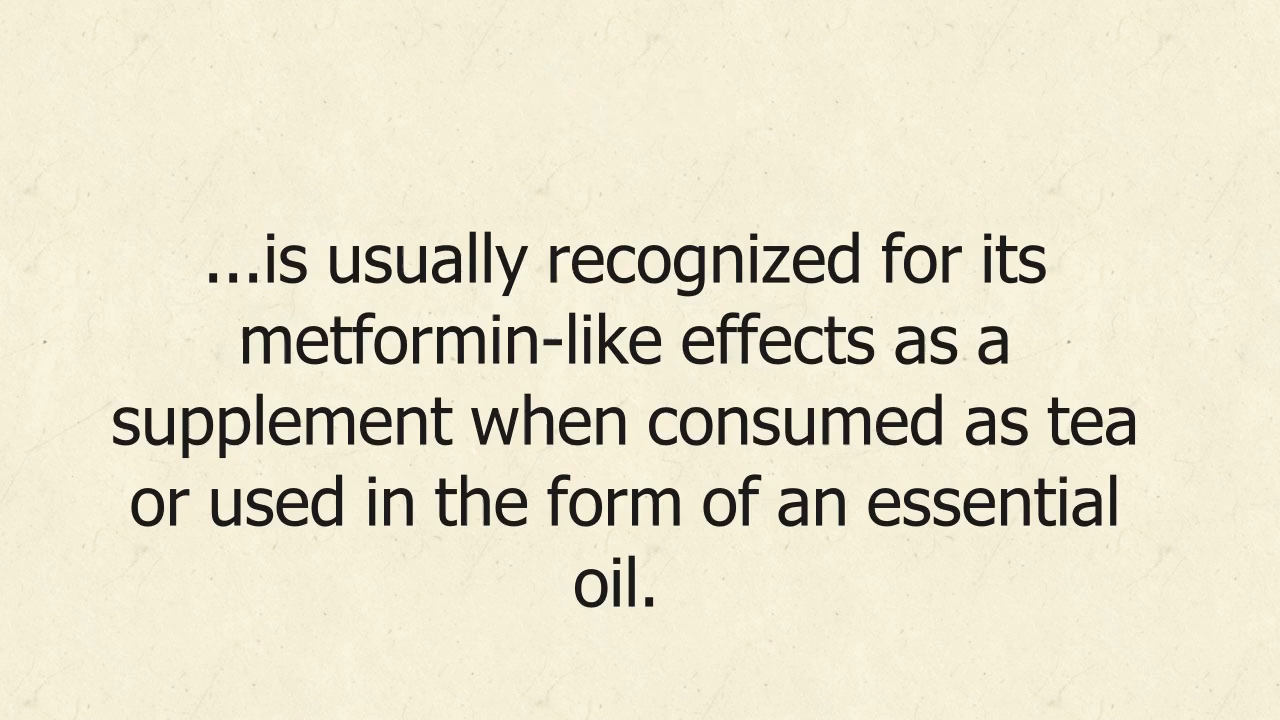 ...is usually recognized for its
metformin-like effects as a
supplement when consumed as tea
or used in the form of an essential
oil.